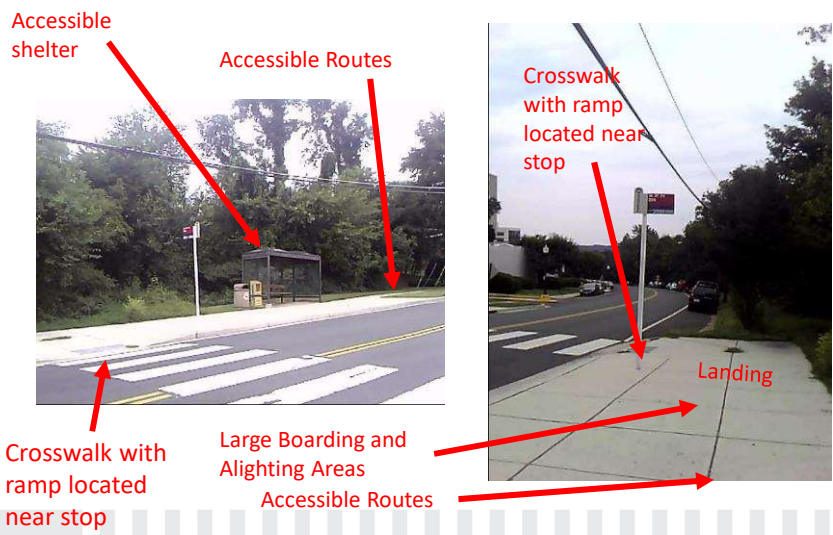 Accessible
shelter
Accessible Routes
Crosswalk
with ramp
located near
stop
Landing
Large Boarding and
Alighting Areas
Accessible Routes
Crosswalk with
ramp located
near stop